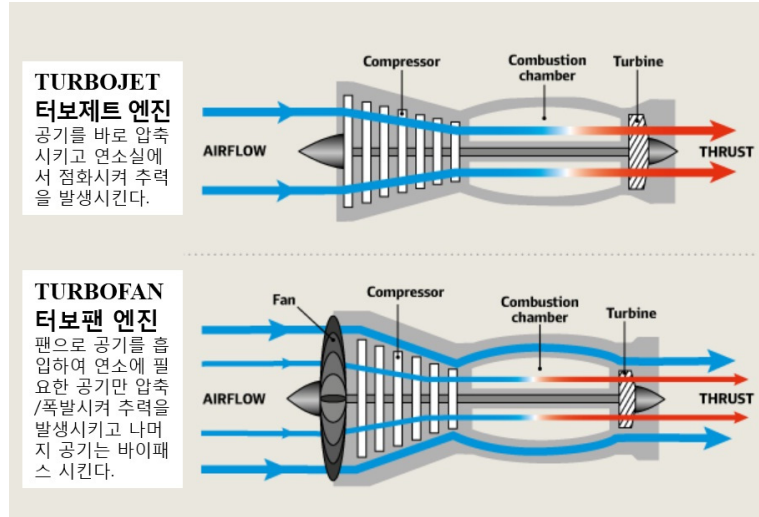 TURBOJET
터보제트 엔진
공기를 바로 압축
시키고 연소실에
서 점화시켜 추력
을 발생시킨다.
Compressor
Combustion
chamber
Turbine
AIRFLOW
THRUST
TURBOFAN
터보팬 엔진
팬으로 공기를 흡
입하여 연소에 필
요한 공기만 압축
/폭발시켜 추력을
발생시키고 나머
지 공기는 바이패
스 시킨다.
Fan
Compressor
Combustion
chamber
Turbine
AIRFLOW
THRUST